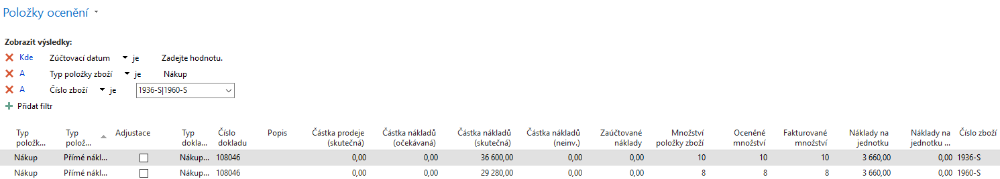 Položky ocenění
Zobrazit výsledky:
Kde Zúčtovací datum je Zadejte hodnotu.
A Typ položky zboží je Nákup
A Číslo zboží je 1936-S|1960-S
Přidat filtr
Typ Typ Adjustace Typ Číslo Popis Částka prodeje Částka nákladů Částka nákladů Částka nákladů Zaúčtované Množství Oceněné Fakturované Náklady na Náklady na Číslo zboží
položk... polož... dokla... dokladu (skutečná) (očekávaná) (skutečná) (neinv.) náklady položky zboží množství množství jednotku jednotku ...
Nákup Přímé nákl... Nákup... 108046 0,00 0,00 36 600,00 0,00 0,00 10 10 10 3 660,00 0,00 1936-S
Nákup Přímé nákl... Nákup... 108046 0,00 0,00 29 280,00 0,00 0,00 8 8 8 3 660,00 0,00 1960-S